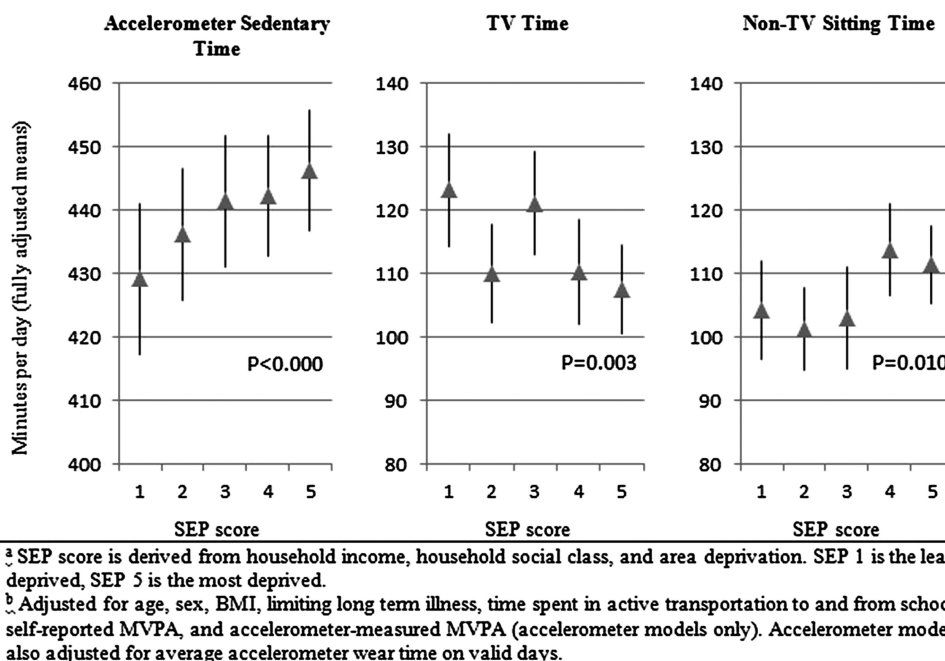 Accelerometer Sedentary
Time
TV Time
Non-TV Sitting Time
Minutes per day (fully adjusted means)
460
450
440
430
420
410
400
P<0.000
1 2 3 4 5
SEP score
140
130
120
110
100
90
80
P=0.003
1 2 3 4 5
SEP score
140
130
120
110
100
90
80
P=0.010
1 2 3 4 5
SEP score
a SEP score is derived from household income, household social class, and area deprivation. SEP 1 is the
deprived, SEP 5 is the most deprived.
b Adjusted for age, sex, BMI, limiting long term illness, time spent in active transportation to and from
self-reported MVPA, and accelerometer-measured MVPA (accelerometer models only). Accelerometer
also adjusted for average accelerometer wear time on valid days.